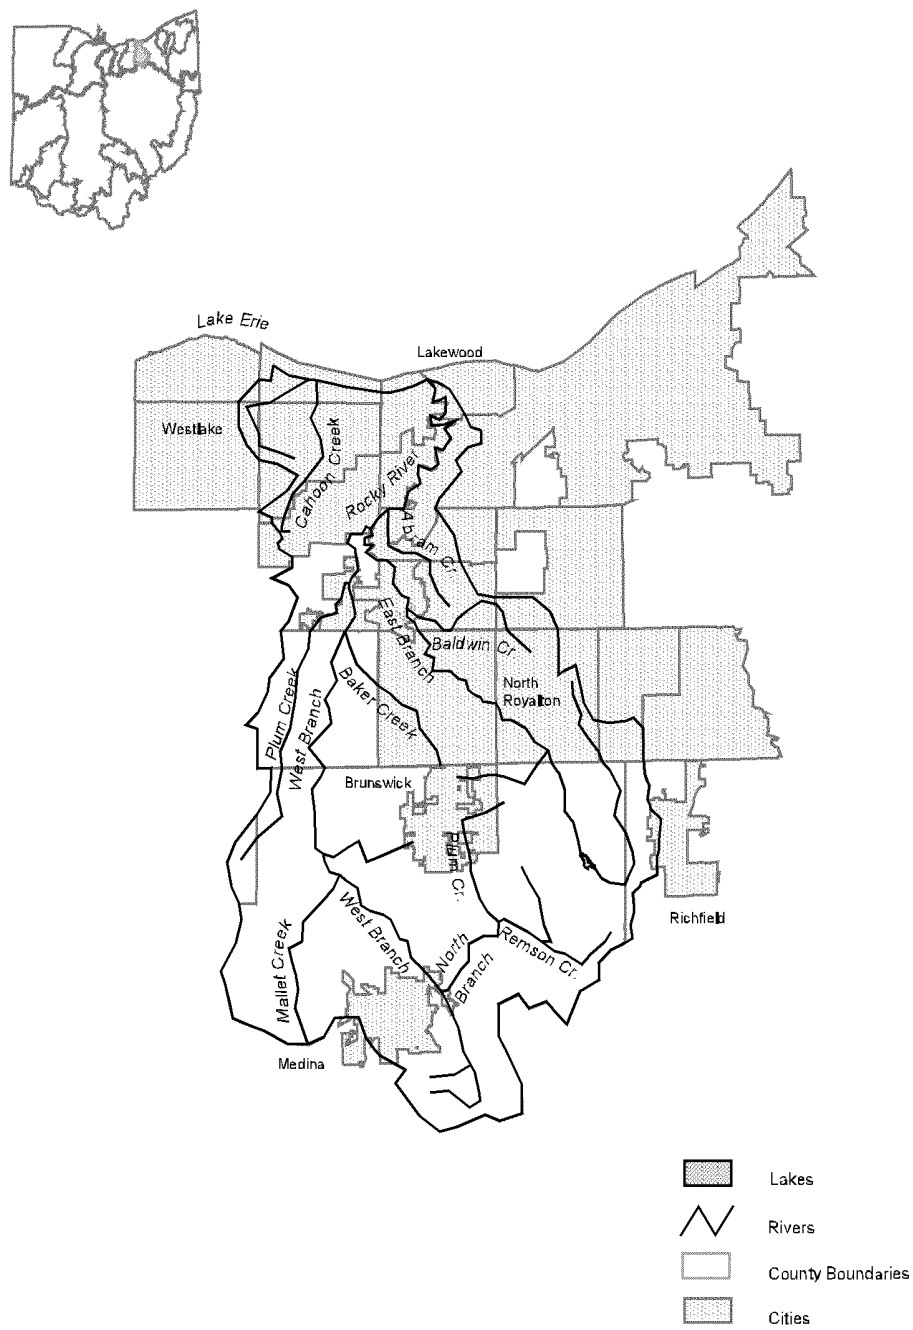 Lake Erie
Lakewood
Westlake
Cahoon Creek
Rocky River
Abram Cr.
East Branch
Baldwin Cr.
North
Royalton
Plum Creek
West Branch
Baker Creek
Brunswick
Plum Cr.
Richfield
West Branch
North
Branch
Remson Cr.
Mallet Creek
Medina
Lakes
Rivers
County Boundaries
Cities